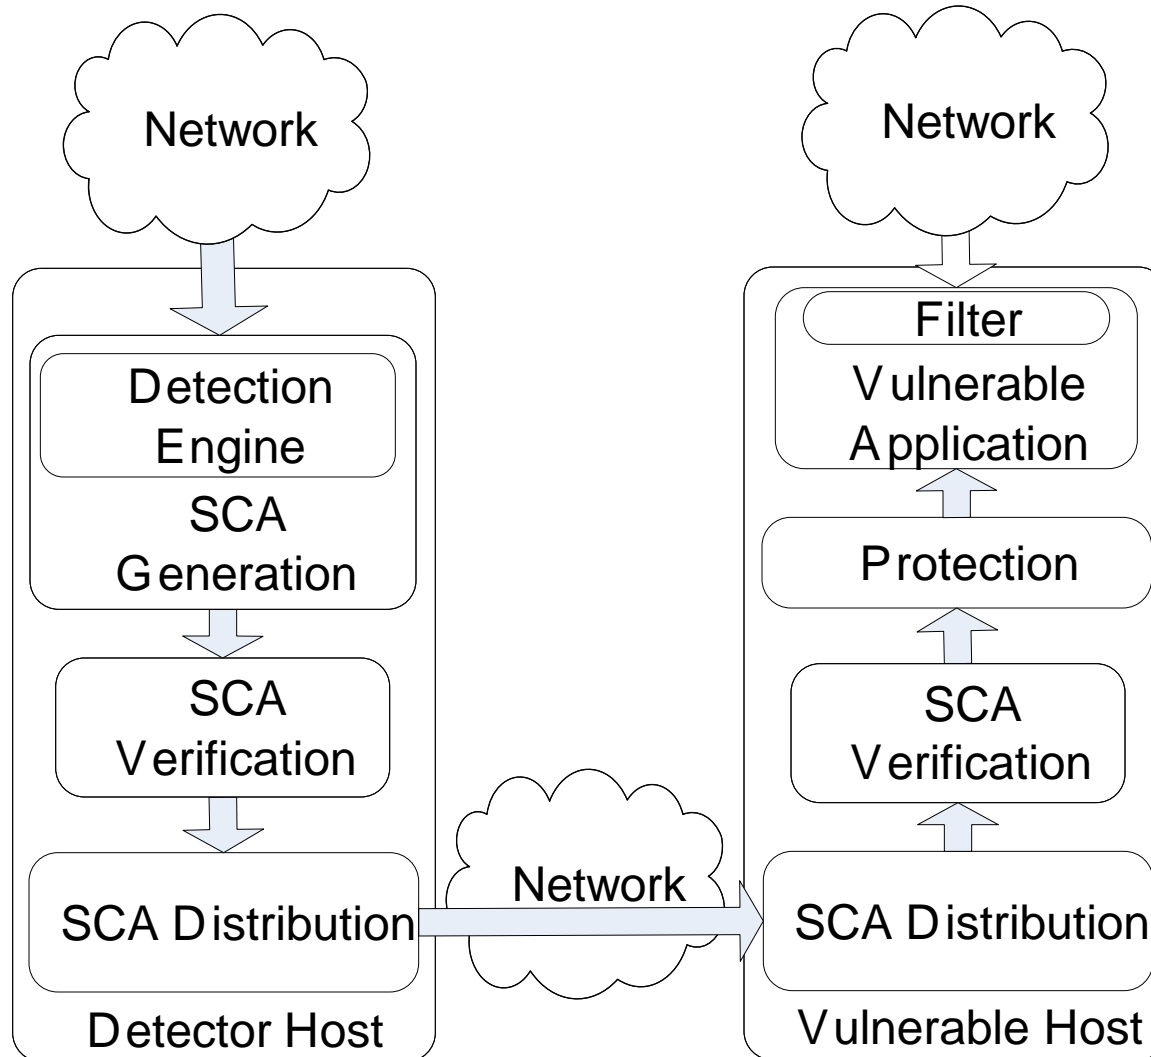 Network
Detection
Engine
SCA
Generation
SCA
Verification
SCA Distribution
Detector Host
Network
Network
Filter
Vulnerable
Application
Protection
SCA
Verification
SCA Distribution
Vulnerable Host